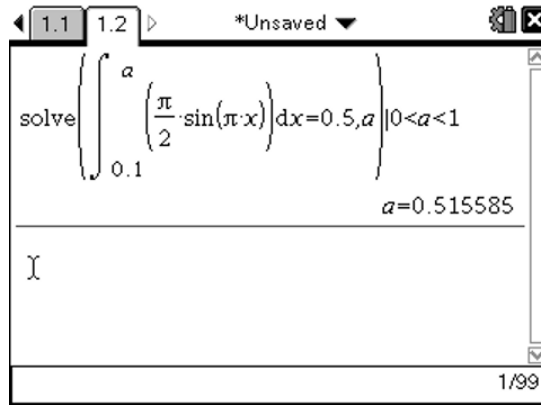 1.1 1.2 *Unsaved
solve(∫_{0.1}^{a} (π/2·sin(π·x))dx=0.5,a)|0<a<1
a=0.515585
1/99